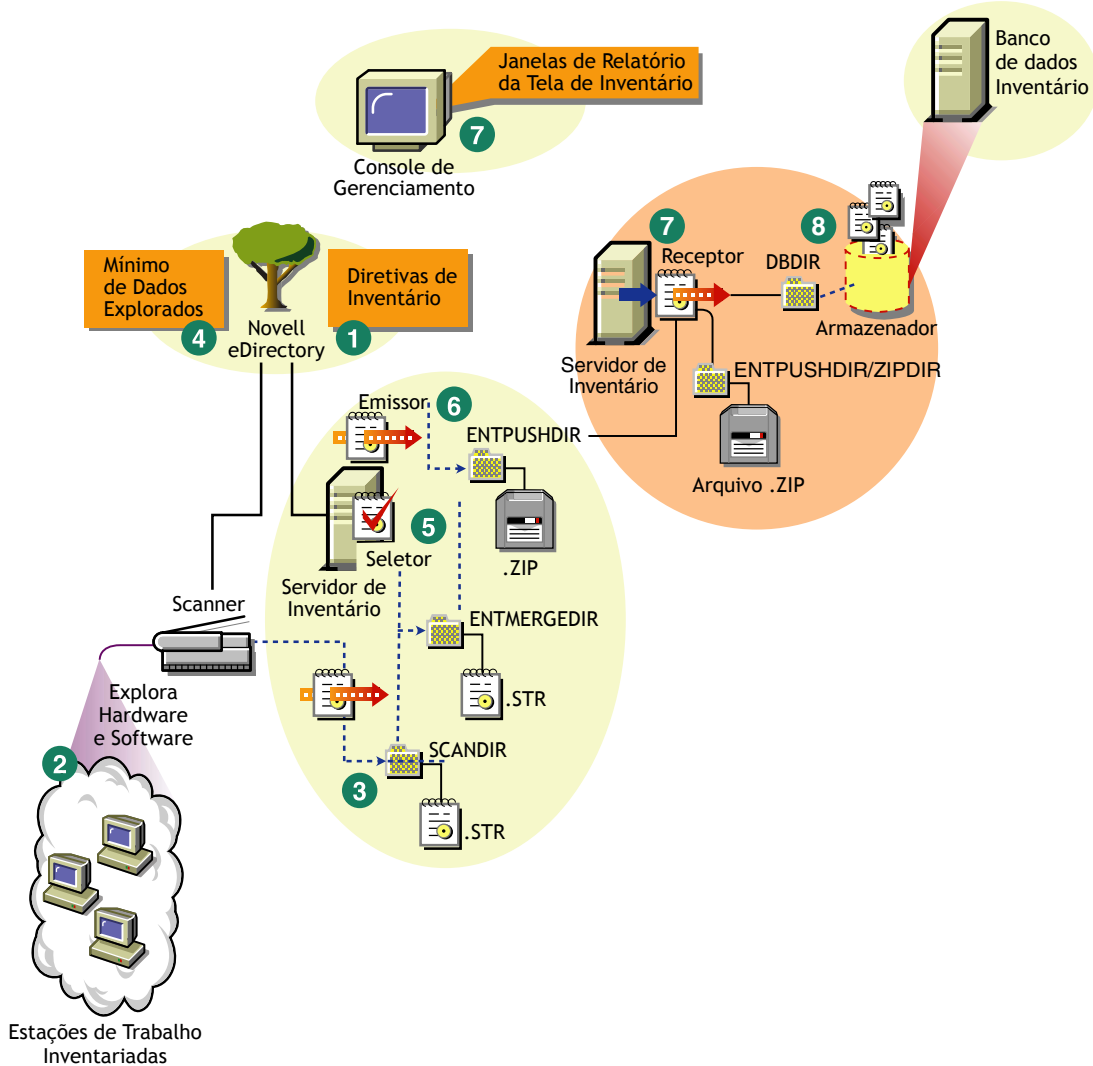 Janelas de Relatório
da Tela de Inventário
7
Console de
Gerenciamento
Banco
de dados
Inventário
Mínimo
de Dados
Explorados
4
Novell
eDirectory
Diretivas de
Inventário
1
7
Receptor
8
DBDIR
Armazenador
Servidor de
Inventário
ENTPUSHDIR/ZIPDIR
Arquivo .ZIP
Emissor
6
ENTPUSHDIR
.ZIP
5
Seletor
Servidor de
Inventário
ENTMERGEDIR
.STR
SCANDIR
3
.STR
Scanner
Explora
Hardware
e Software
2
Estações de Trabalho
Inventariadas